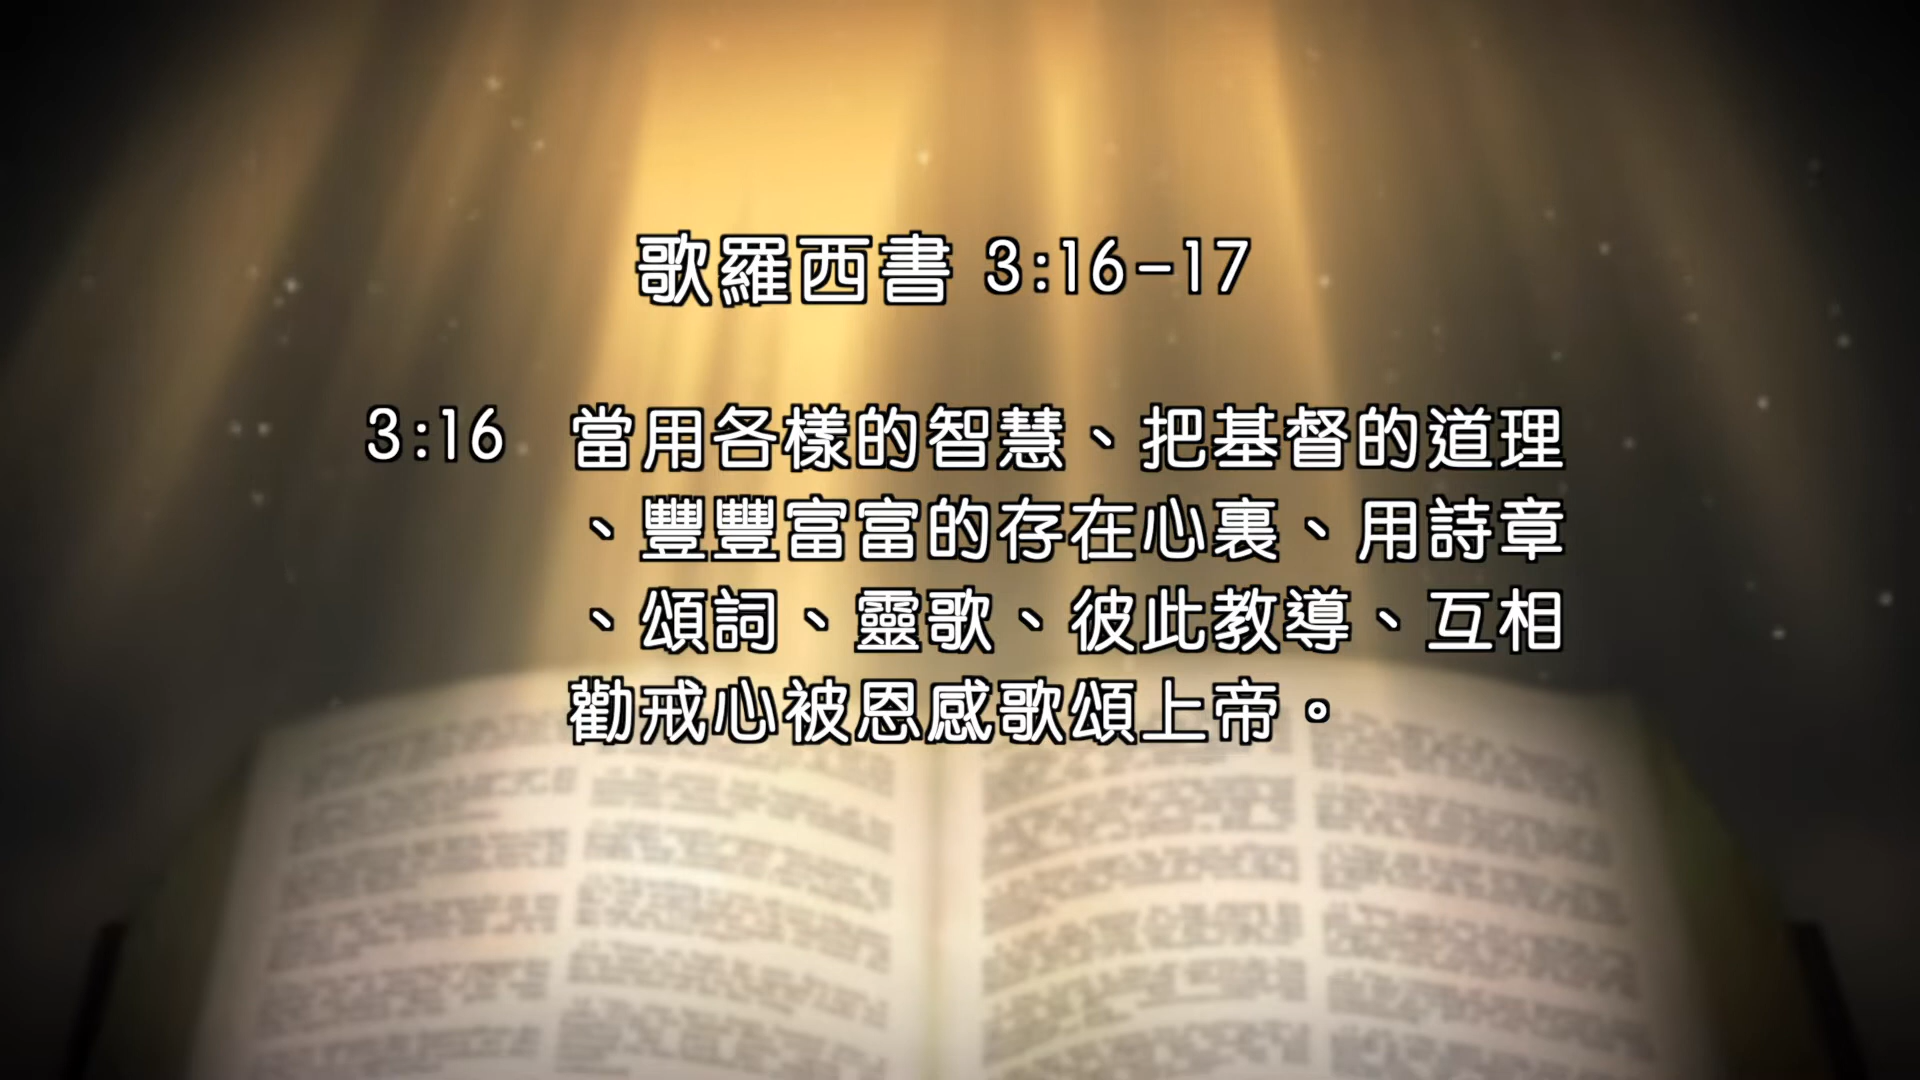 歌羅西書 3:16-17
3:16 當用各樣的智慧、把基督的道理
、豐豐富富的存在心裏、用詩章
、頌詞、靈歌、彼此教導、互相
勸戒心被恩感歌頌上帝。